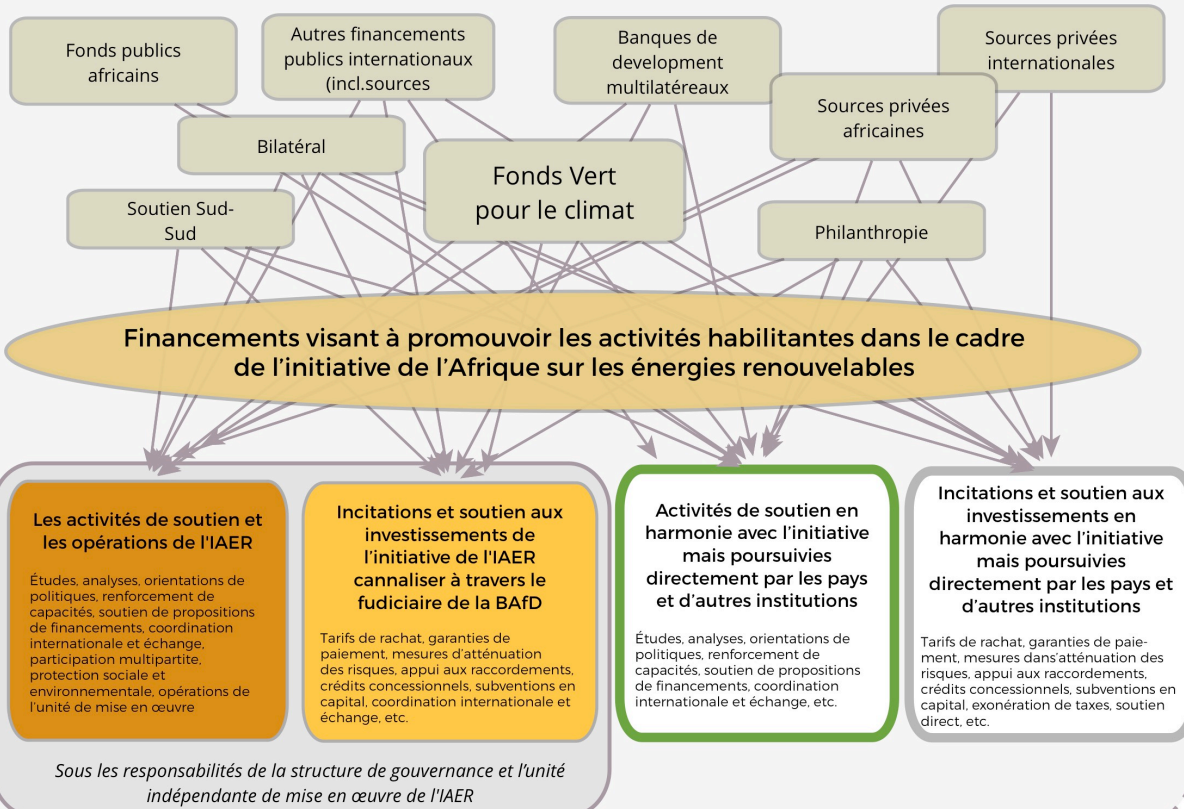 Fonds publics
africains
Autres financements
publics internationaux
(incl.sources
Banques de
development
multilatéreaux
Sources privées
internationales
Sources privées
africaines
Bilatéral
Fonds Vert
pour le climat
Soutien Sud-
Sud
Philanthropie
Financements visant à promouvoir les activités habilitantes dans le cadre
de l’initiative de l’Afrique sur les énergies renouvelables
Les activités de soutien et
les opérations de l'IAER
Études, analyses, orientations de
politiques, renforcement de
capacités, soutien de propositions
de financements, coordination
internationale et échange,
participation multipartite,
protection sociale et
environnementale, opérations de
l’unité de mise en œuvre
Incitations et soutien aux
investissements de
l’initiative de l'IAER
cannaliser à travers le
fudiciaire de la BAfD
Tarifs de rachat, garanties de
paiement, mesures d’atténuation
des risques, appui aux raccordements,
crédits concessionnels, subventions en
capital, coordination internationale et
échange, etc.
Activités de soutien en
harmonie avec l’initiative
mais poursuivies
directement par les pays
et d’autres institutions
Études, analyses, orientations de
politiques, renforcement de
capacités, soutien de propositions
de financements, coordination
internationale et échange, etc.
Incitations et soutien aux
investissements en
harmonie avec l’initiative
mais poursuivies
directement par les pays et
d’autres institutions
Tarifs de rachat, garanties de paie-
ment, mesures dans’atténuation des
risques, appui aux raccordements,
crédits concessionnels, subventions en
capital, exonération de taxes, soutien
direct, etc.
Sous les responsabilités de la structure de gouvernance et l’unité
indépendante de mise en œuvre de l'IAER